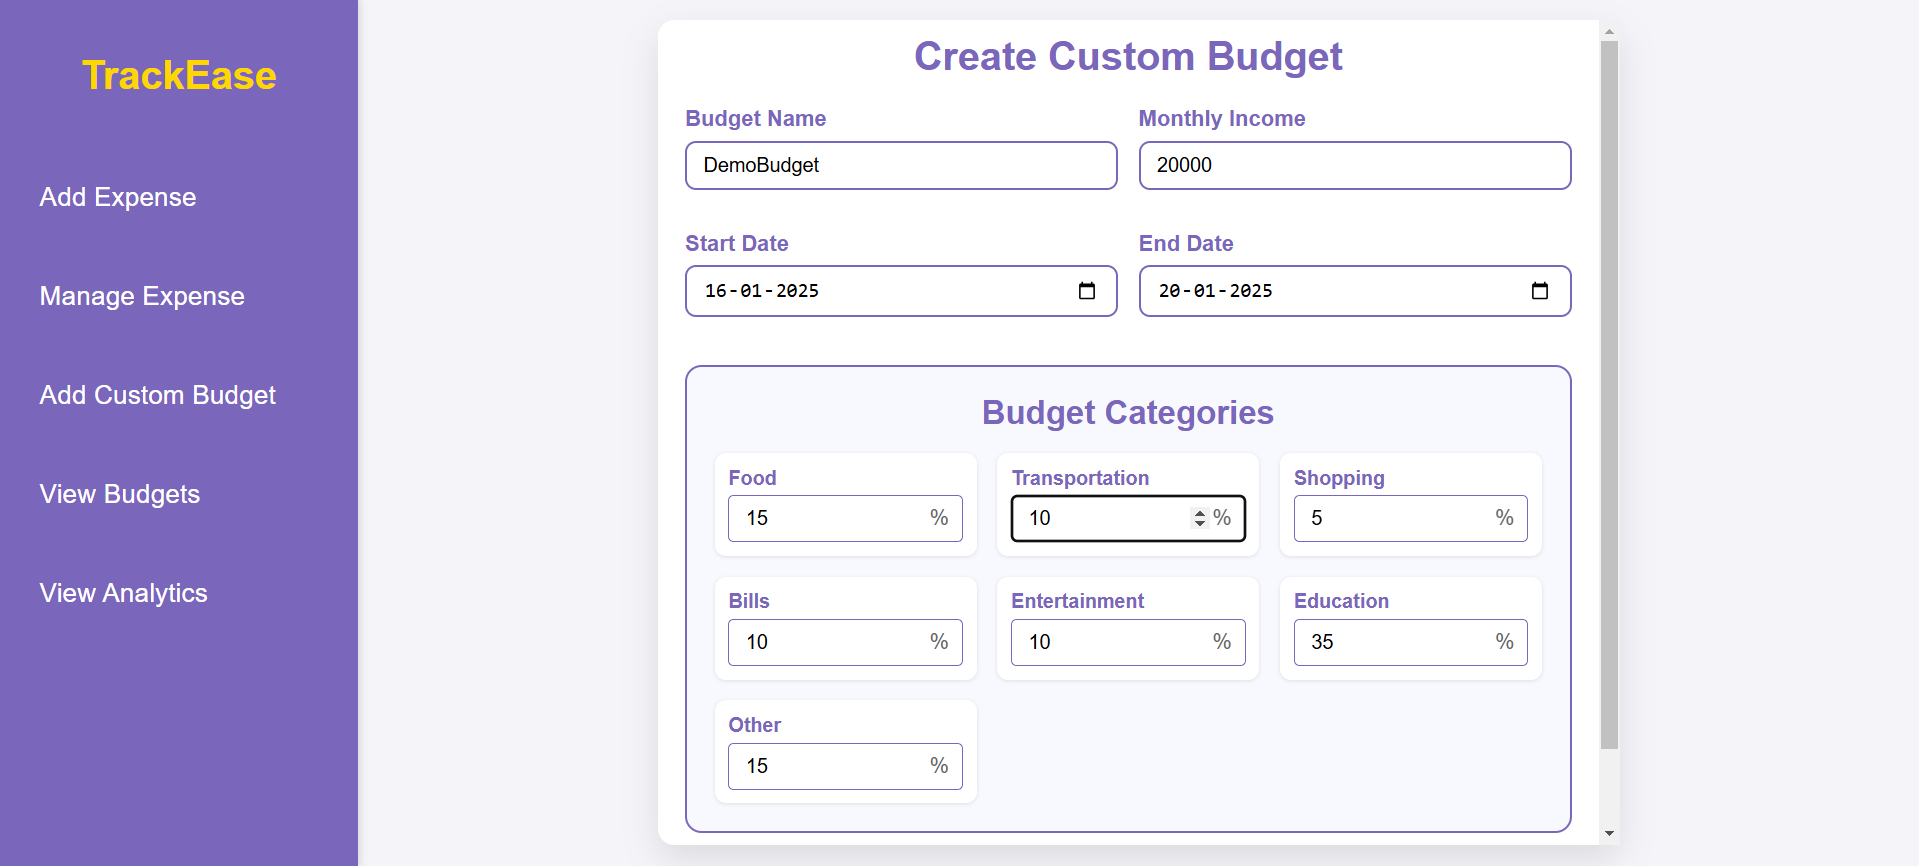 TrackEase
Add Expense
Manage Expense
Add Custom Budget
View Budgets
View Analytics
Create Custom Budget
Budget Name
DemoBudget
Monthly Income
20000
Start Date
16-01-2025
End Date
20-01-2025
Budget Categories
Food
15 %
Transportation
10 %
Shopping
5 %
Bills
10 %
Entertainment
10 %
Education
35 %
Other
15 %